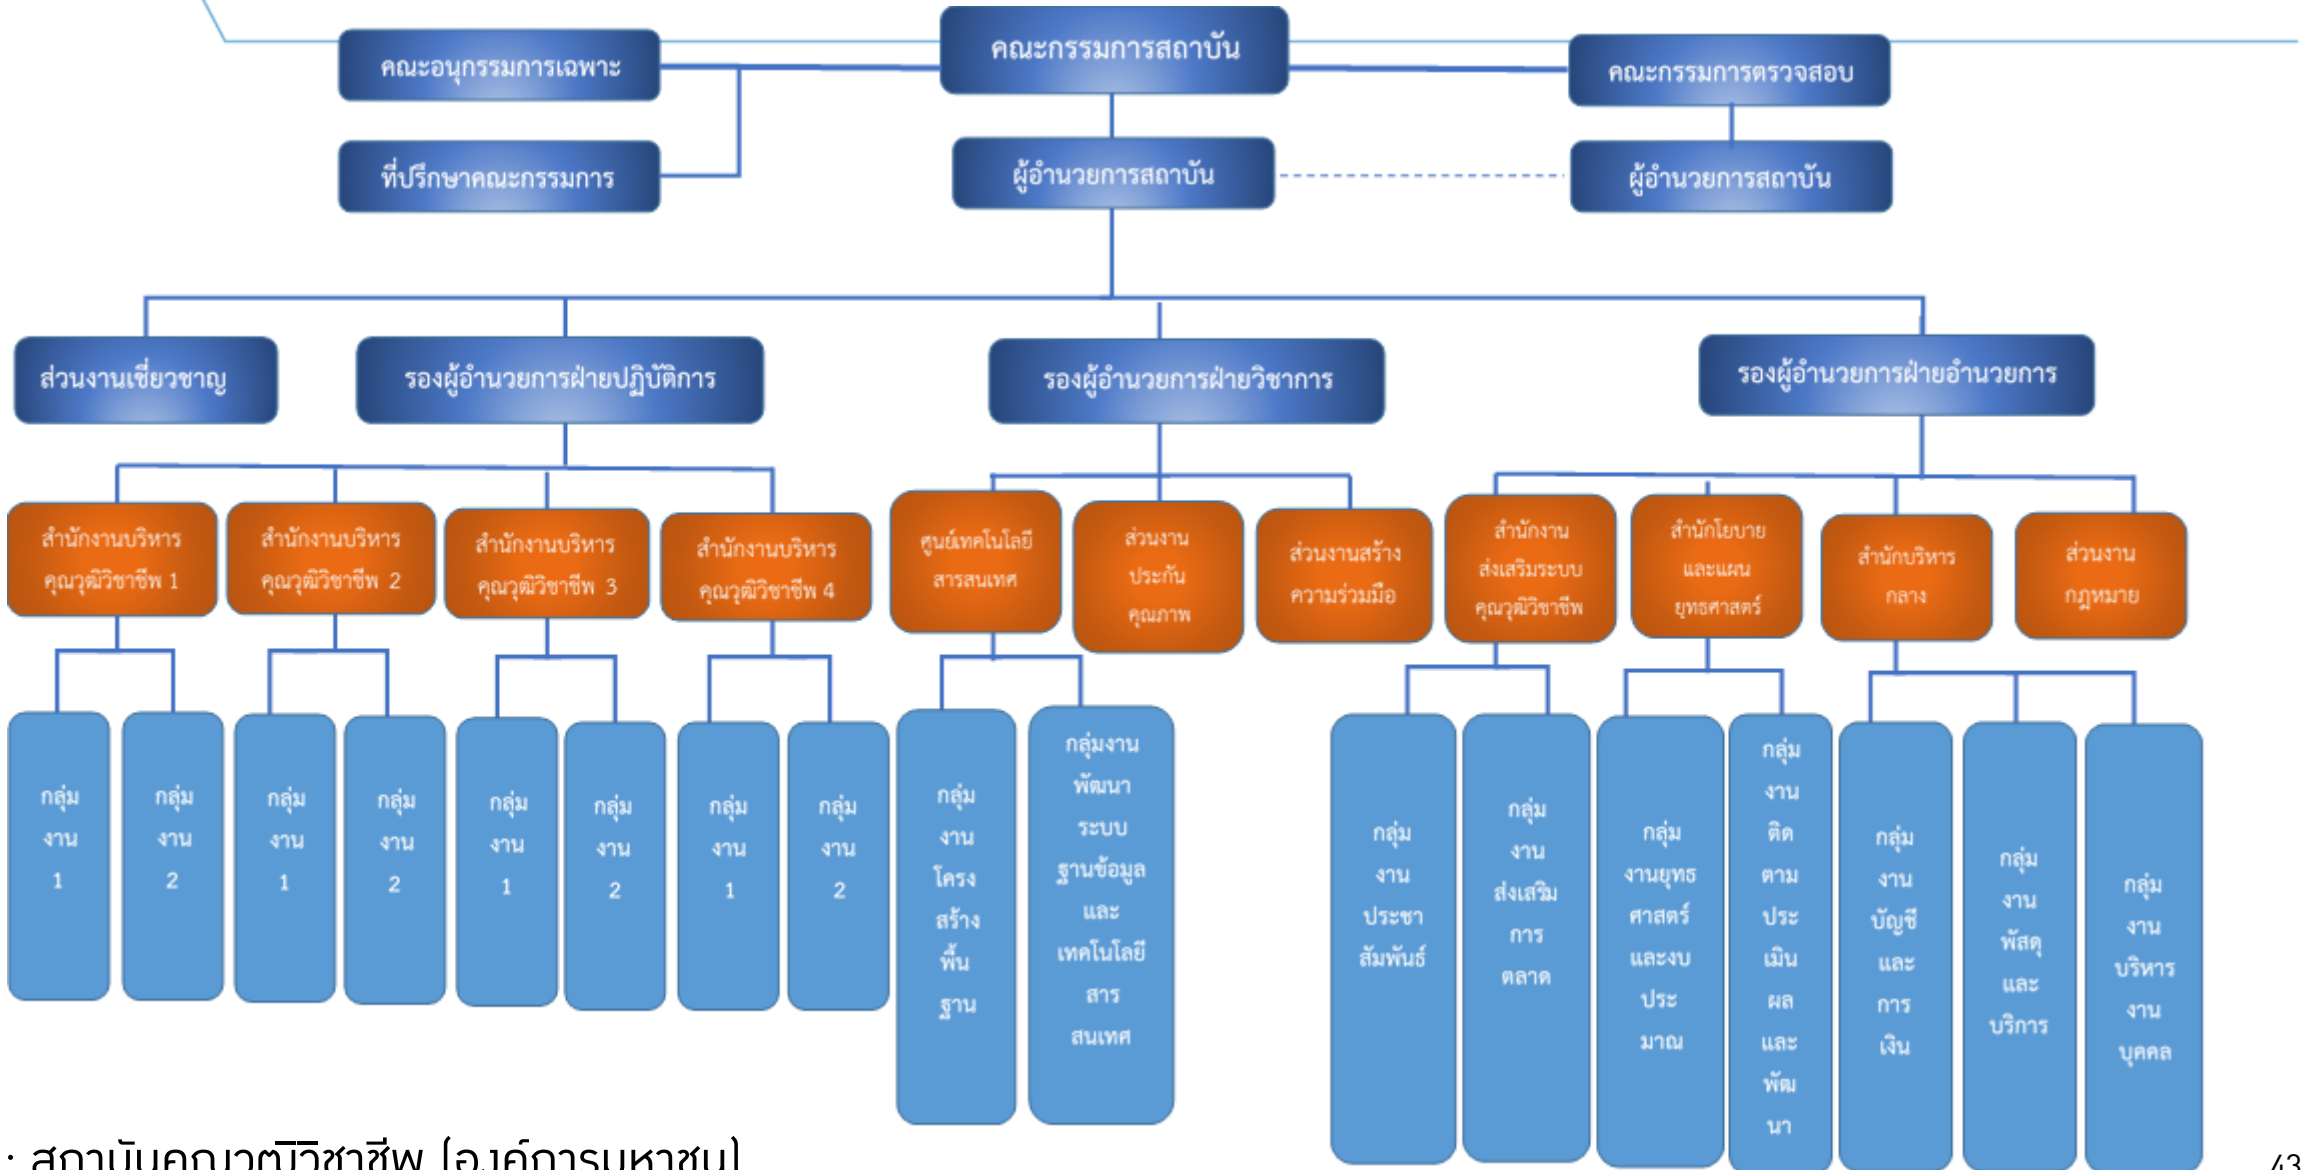 คณะกรรมการสถาบัน
คณะอนุกรรมการเฉพาะ
คณะกรรมการตรวจสอบ
ที่ปรึกษาคณะกรรมการ
ผู้อำนวยการสถาบัน
ผู้อำนวยการสถาบัน
ส่วนงานเชี่ยวชาญ
รองผู้อำนวยการฝ่ายปฏิบัติการ
รองผู้อำนวยการฝ่ายวิชาการ
รองผู้อำนวยการฝ่ายอำนวยการ
สำนักงานบริหาร
คุณวุฒิวิชาชีพ 1
สำนักงานบริหาร
คุณวุฒิวิชาชีพ 2
สำนักงานบริหาร
คุณวุฒิวิชาชีพ 3
สำนักงานบริหาร
คุณวุฒิวิชาชีพ 4
ศูนย์เทคโนโลยี
สารสนเทศ
ส่วนงาน
ประกัน
คุณภาพ
ส่วนงานสร้าง
ความร่วมมือ
สำนักงาน
ส่งเสริมระบบ
คุณวุฒิวิชาชีพ
สำนักโยบาย
และแผน
ยุทธศาสตร์
สำนักบริหาร
กลาง
ส่วนงาน
กฎหมาย
กลุ่ม
งาน
1
กลุ่ม
งาน
2
กลุ่ม
งาน
1
กลุ่ม
งาน
2
กลุ่ม
งาน
1
กลุ่ม
งาน
2
กลุ่ม
งาน
1
กลุ่ม
งาน
2
กลุ่ม
งาน
โครง
สร้าง
พื้น
ฐาน
กลุ่มงาน
พัฒนา
ระบบ
ฐานข้อมูล
และ
เทคโนโลยี
สาร
สนเทศ
กลุ่ม
งาน
ประชา
สัมพันธ์
กลุ่ม
งาน
ส่งเสริม
การ
ตลาด
กลุ่ม
งานยุทธ
ศาสตร์
และงบ
ประ
มาณ
กลุ่ม
งาน
ติด
ตาม
ประ
เมิน
ผล
และ
พัฒ
นา
กลุ่ม
งาน
บัญชี
และ
การ
เงิน
กลุ่ม
งาน
พัสดุ
และ
บริการ
กลุ่ม
งาน
บริหาร
งาน
บุคคล
: สถาบันคุณวุฒิวิชาชีพ (องค์การมหาชน)
43